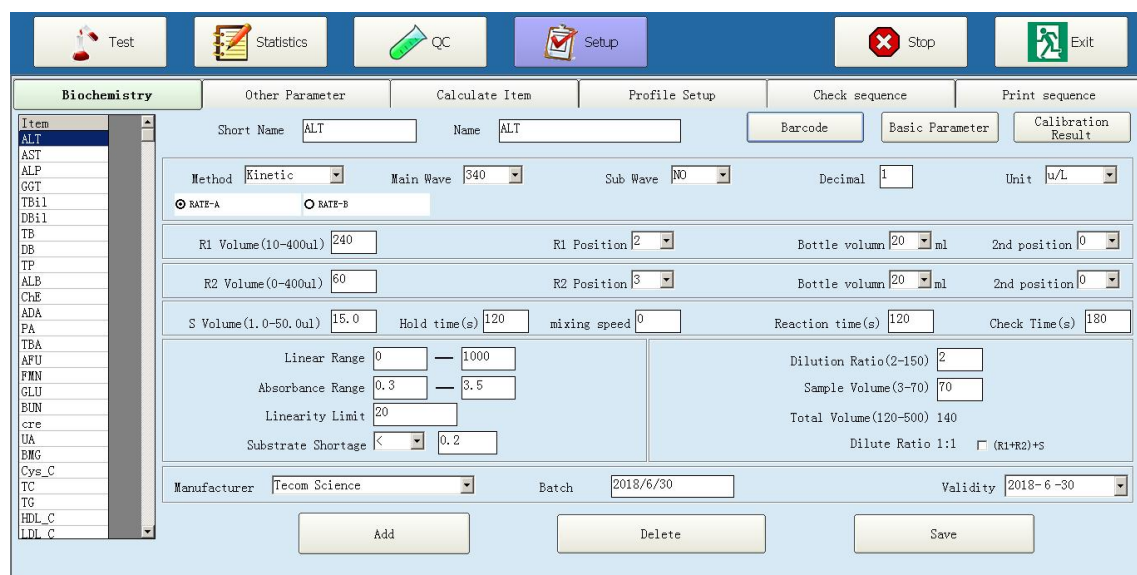 Test Statistics QC Setup Stop Exit
Biochemistry Other Parameter Calculate Item Profile Setup Check sequence Print sequence
Item
ALT
AST
ALP
GGT
TBil
DBil
TB
DB
TP
ALB
ChE
ADA
PA
TBA
AFU
FMN
GLU
BUN
cre
UA
BMG
Cys_C
TC
TG
HDL_C
LDL_C
Short Name ALT Name ALT Barcode Basic Parameter Calibration Result
Method Kinetic Main Wave 340 Sub Wave NO Decimal 1 Unit u/L
RATE-A RATE-B
R1 Volume(10-400ul) 240 R1 Position 2 Bottle volumn 20 ml 2nd position 0
R2 Volume(0-400ul) 60 R2 Position 3 Bottle volumn 20 ml 2nd position 0
S Volume(1.0-50.0ul) 15.0 Hold time(s) 120 mixing speed 0 Reaction time(s) 120 Check Time(s) 180
Linear Range 0 — 1000
Absorbance Range 0.3 — 3.5
Linearity Limit 20
Substrate Shortage < 0.2
Dilution Ratio(2-150) 2
Sample Volume(3-70) 70
Total Volume(120-500) 140
Dilute Ratio 1:1 (R1+R2)+S
Manufacturer Tecom Science Batch 2018/6/30 Validity 2018- 6 -30
Add Delete Save